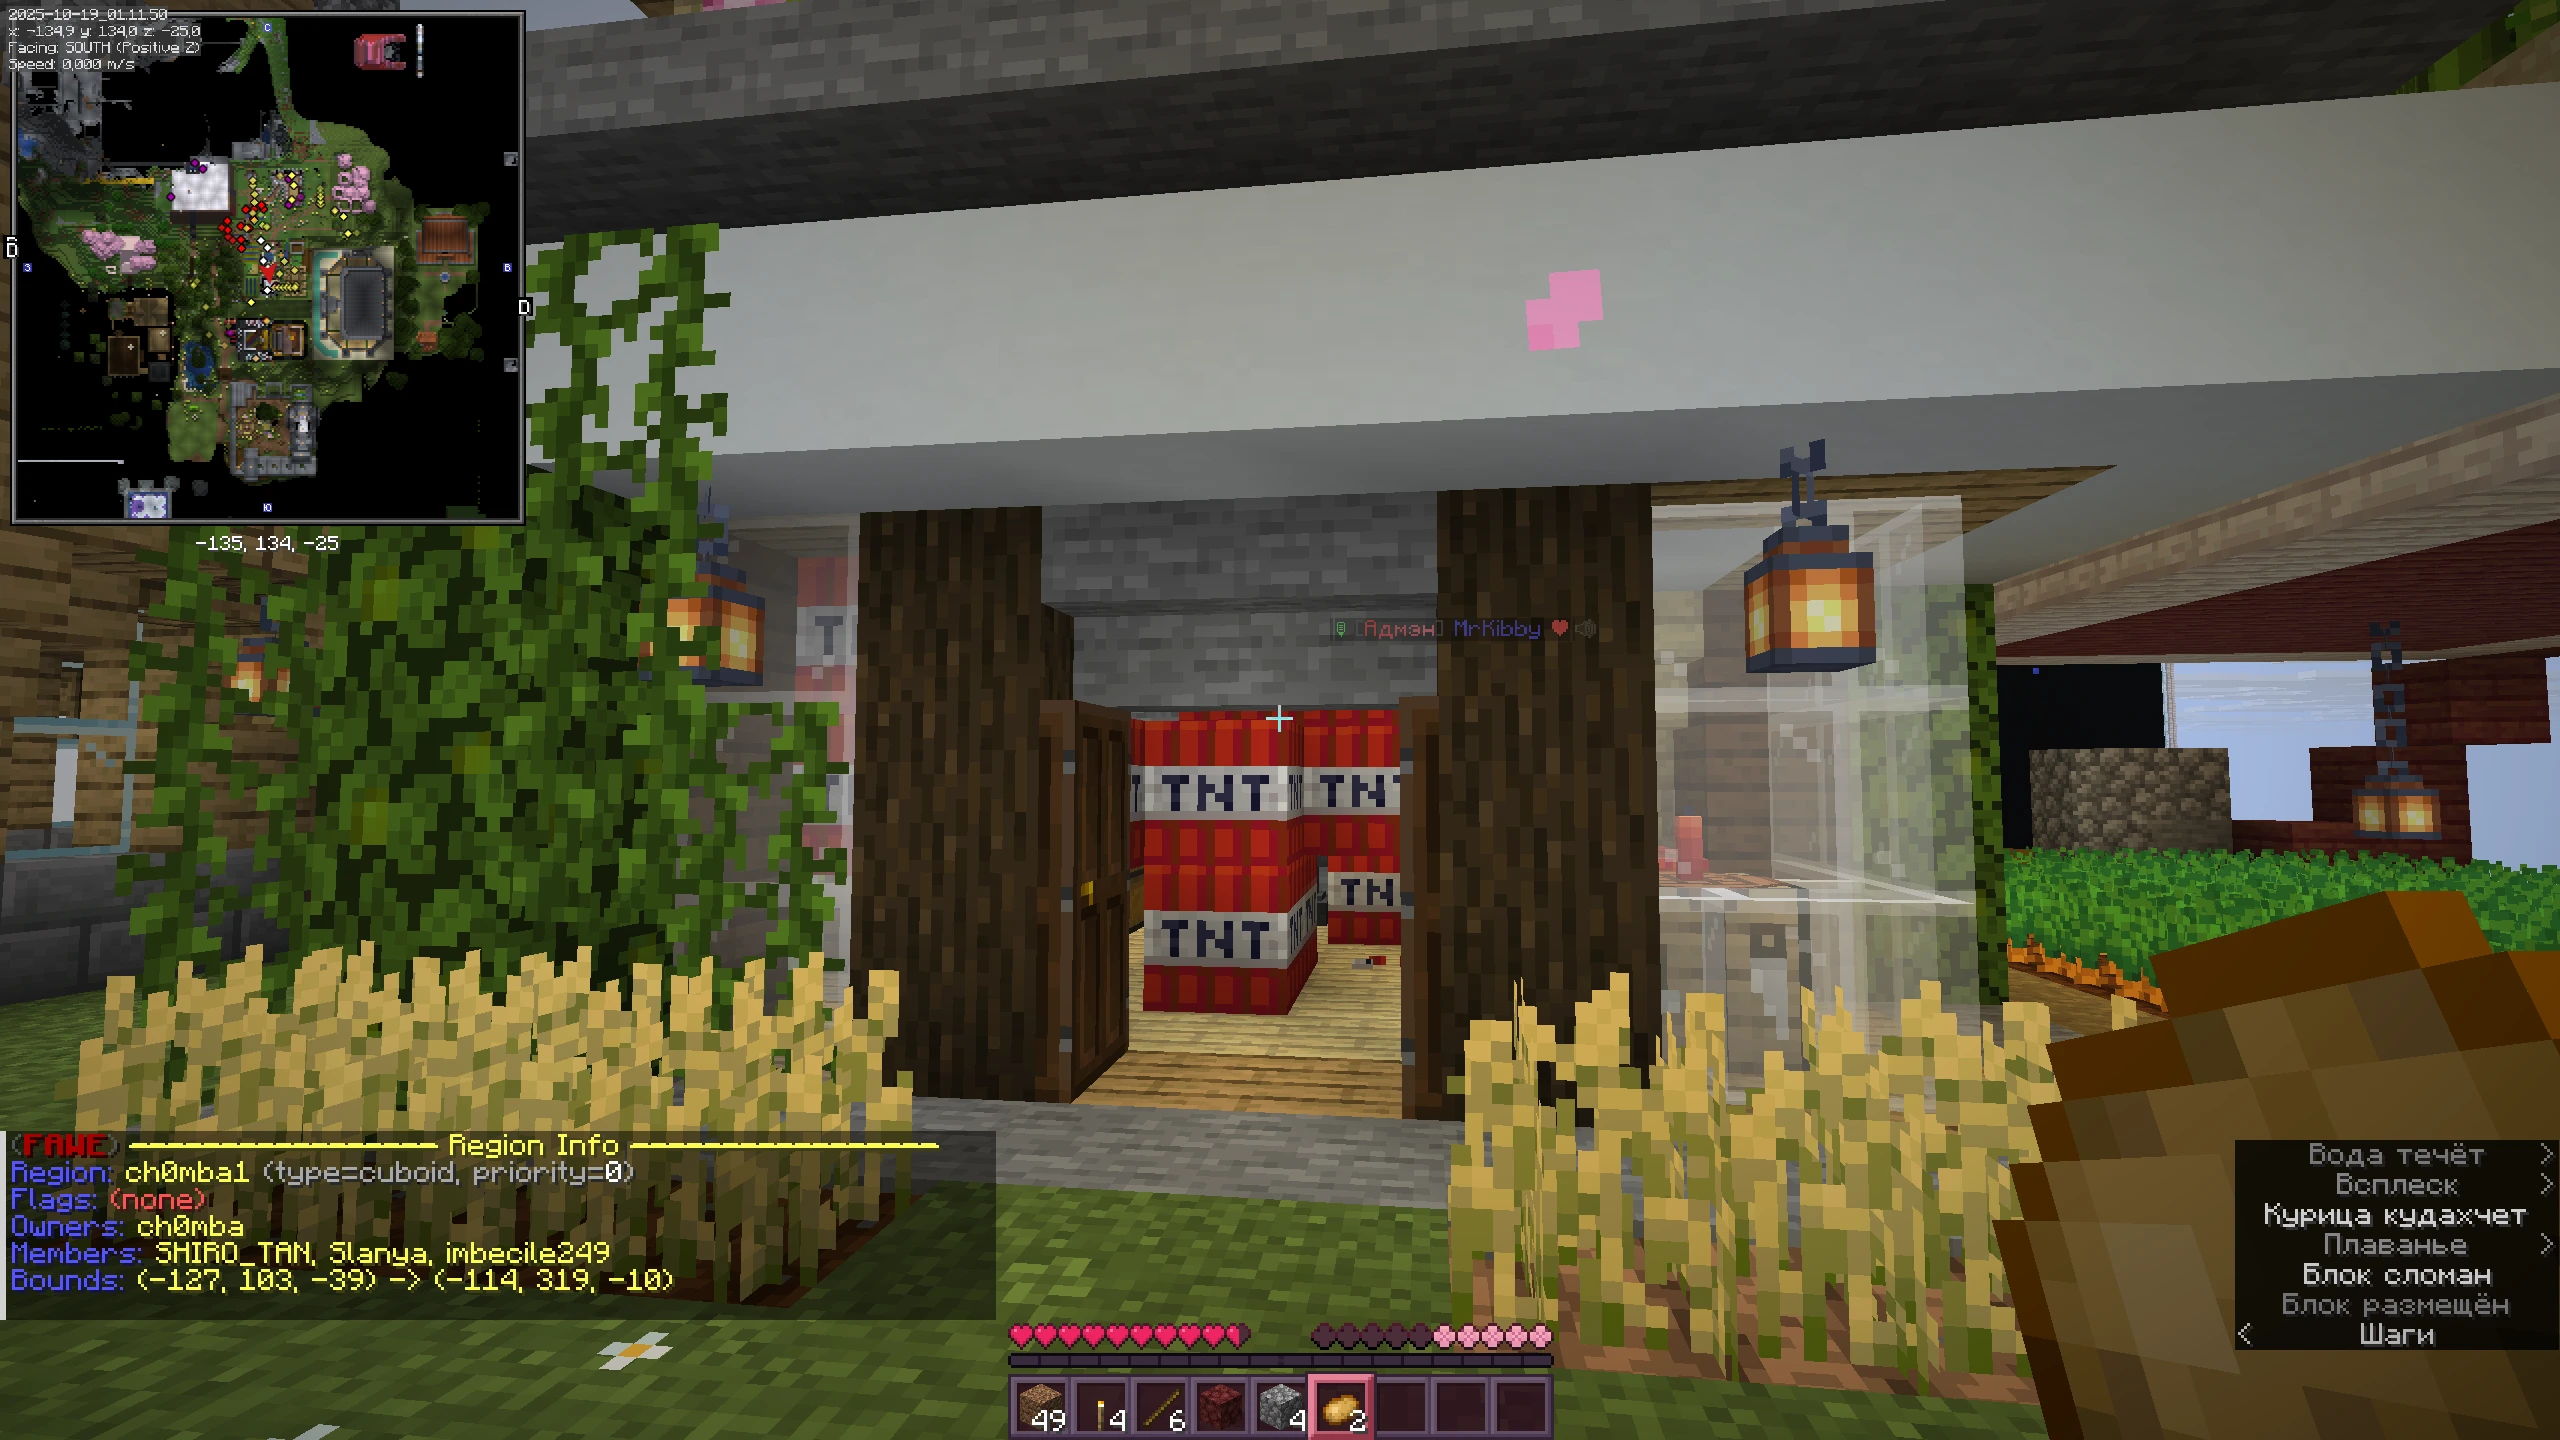 2025-10-19_01.11.50
x: -134,9 y: 134,0 z: -25,0
Facing: SOUTH (Positive Z)
Speed: 0,000 m/s
С
З
В
D
D
Ю
-135, 134, -25
[Адмэн] MrKibby
T
TNT
TNT
TNT
TN
(FAWE) Region Info
Region: ch0mba1 (type=cuboid, priority=0)
Flags: (none)
Owners: ch0mba
Members: SHIRO_TAN, Slanya, imbecile249
Bounds: (-127, 103, -39) -> (-114, 319, -10)
Вода течёт >
Всплеск >
Курица кудахчет
Плаванье >
Блок сломан
Блок размещён
< Шаги
49 4 6 4 2